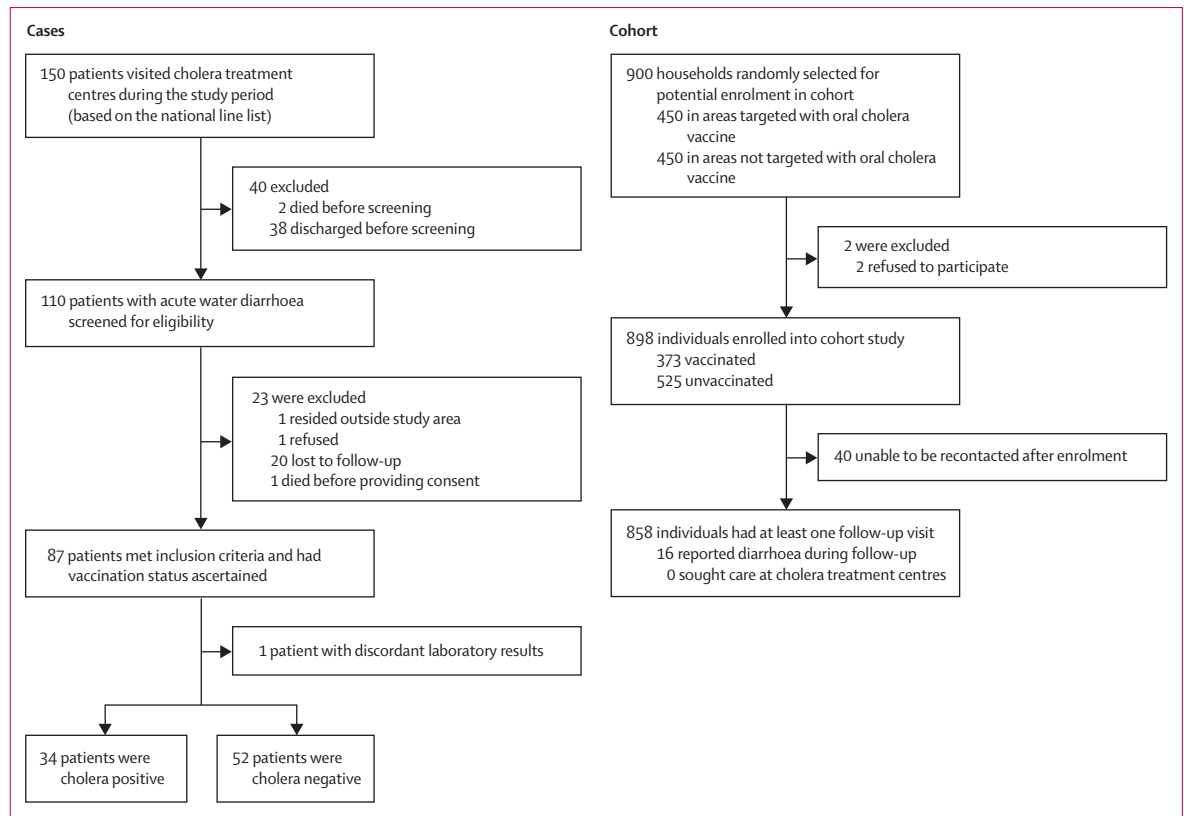 Cases
150 patients visited cholera treatment
centres during the study period
(based on the national line list)
40 excluded
2 died before screening
38 discharged before screening
110 patients with acute water diarrhoea
screened for eligibility
23 were excluded
1 resided outside study area
1 refused
20 lost to follow-up
1 died before providing consent
87 patients met inclusion criteria and had
vaccination status ascertained
1 patient with discordant laboratory results
34 patients were
cholera positive
52 patients were
cholera negative
Cohort
900 households randomly selected for
potential enrolment in cohort
450 in areas targeted with oral cholera
vaccine
450 in areas not targeted with oral cholera
vaccine
2 were excluded
2 refused to participate
898 individuals enrolled into cohort study
373 vaccinated
525 unvaccinated
40 unable to be recontacted after enrolment
858 individuals had at least one follow-up visit
16 reported diarrhoea during follow-up
0 sought care at cholera treatment centres